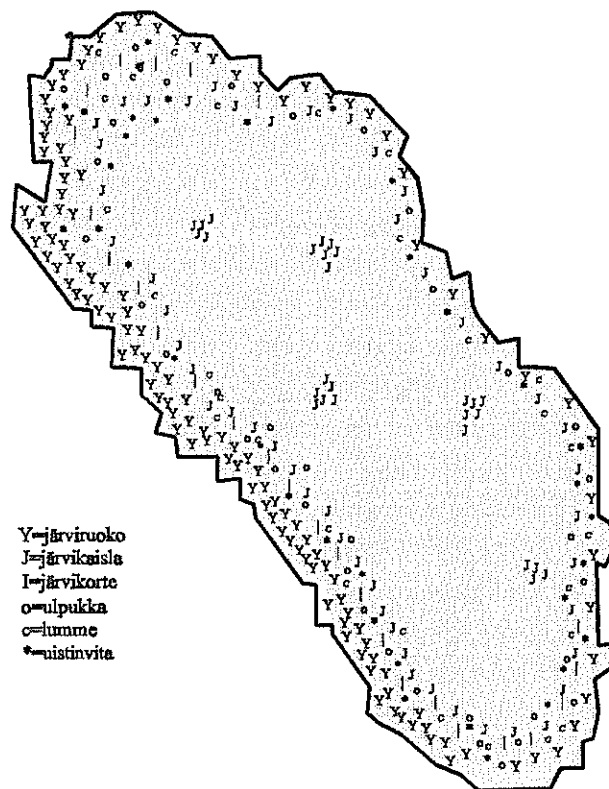 Y=järviruoko
J=järvikaisla
I=järvikorte
o=ulpukka
c=lumme
*=uistinvita